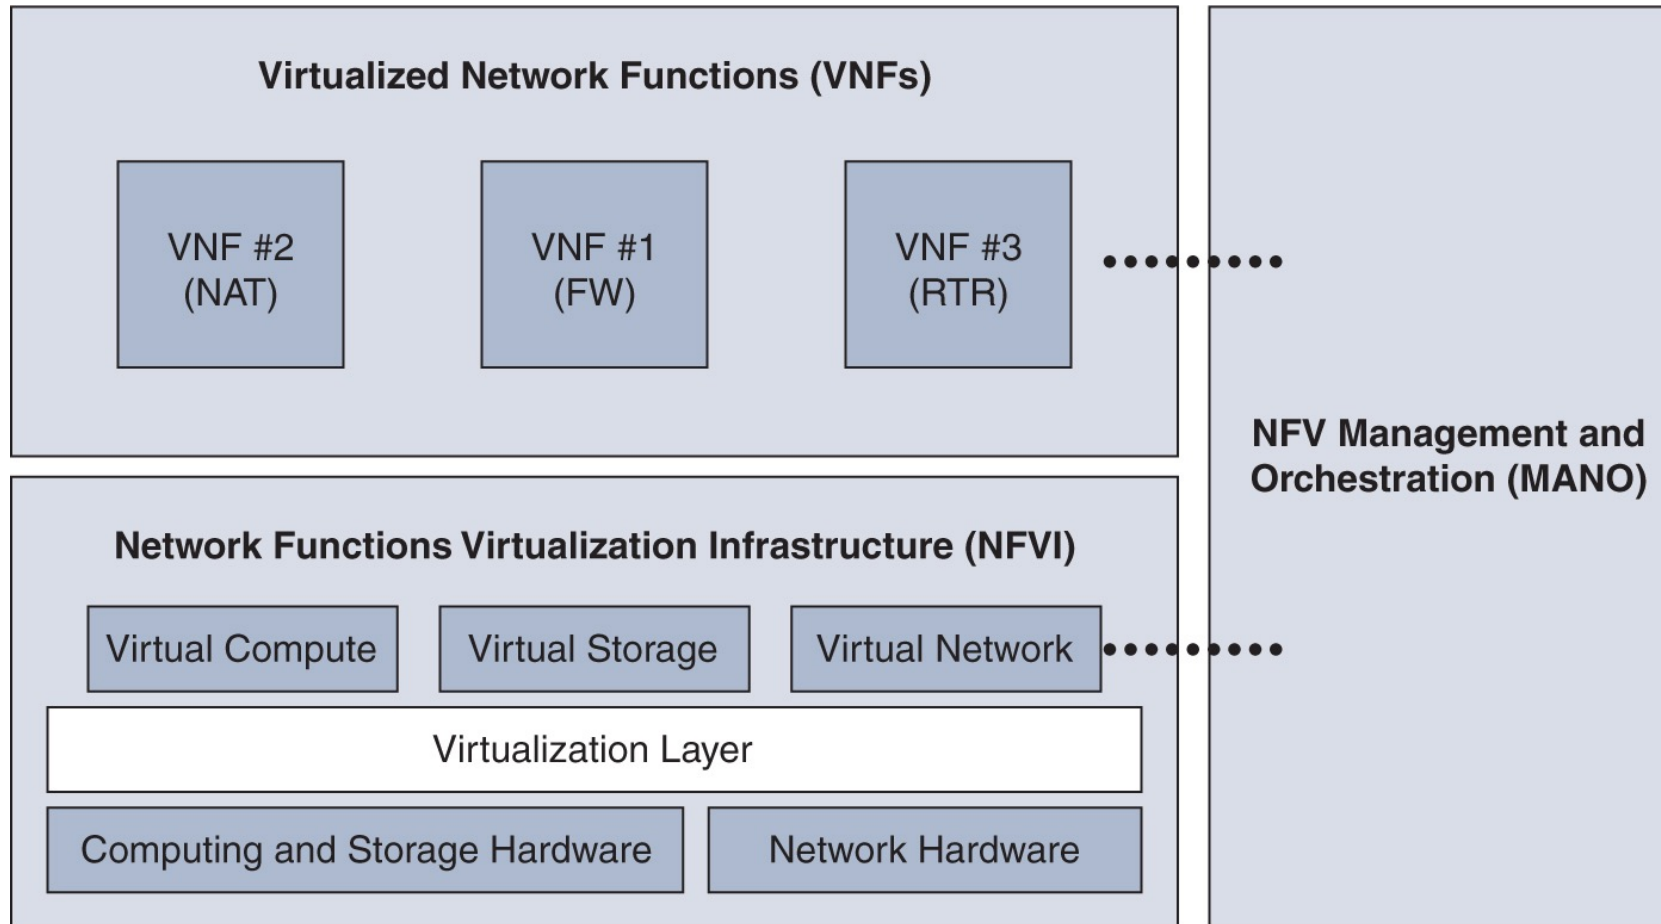 Virtualized Network Functions (VNFs)
VNF #2
(NAT)
VNF #1
(FW)
VNF #3
(RTR)
NFV Management and
Orchestration (MANO)
Network Functions Virtualization Infrastructure (NFVI)
Virtual Compute
Virtual Storage
Virtual Network
Virtualization Layer
Computing and Storage Hardware
Network Hardware